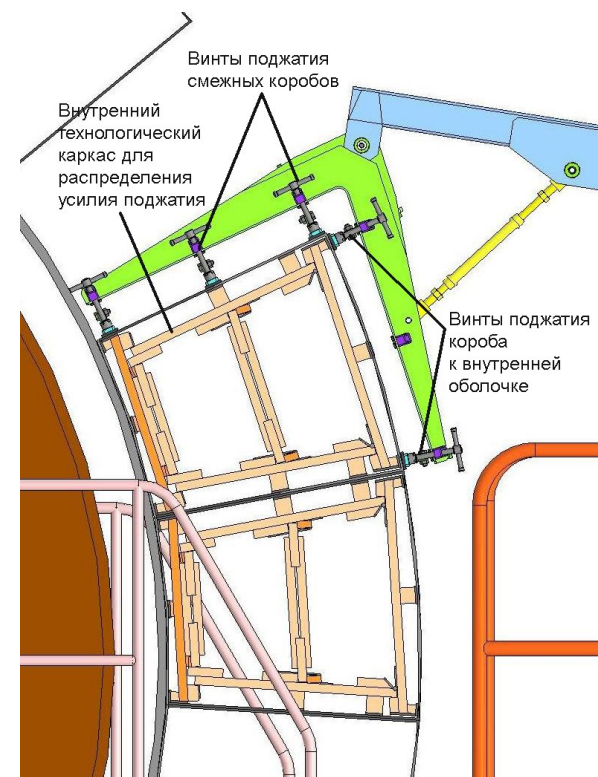 Винты поджатия
смежных коробов
Внутренний
технологический
каркас для
распределения
усилия поджатия
Винты поджатия
короба
к внутренней
оболочке